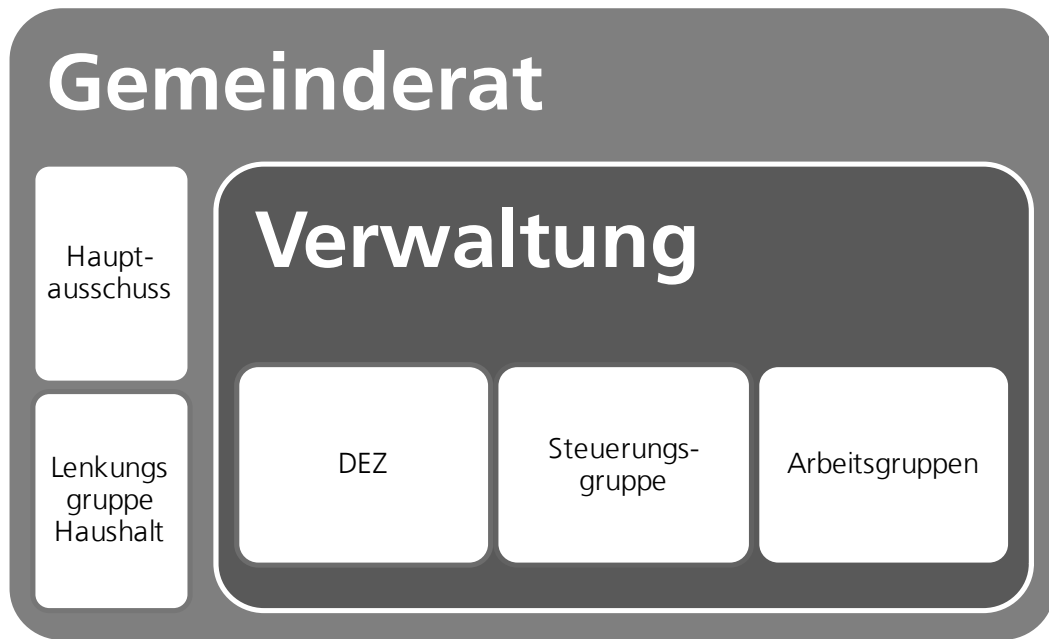 Gemeinderat
Haupt-
ausschuss
Lenkungs
gruppe
Haushalt
Verwaltung
DEZ
Steuerungs-
gruppe
Arbeitsgruppen